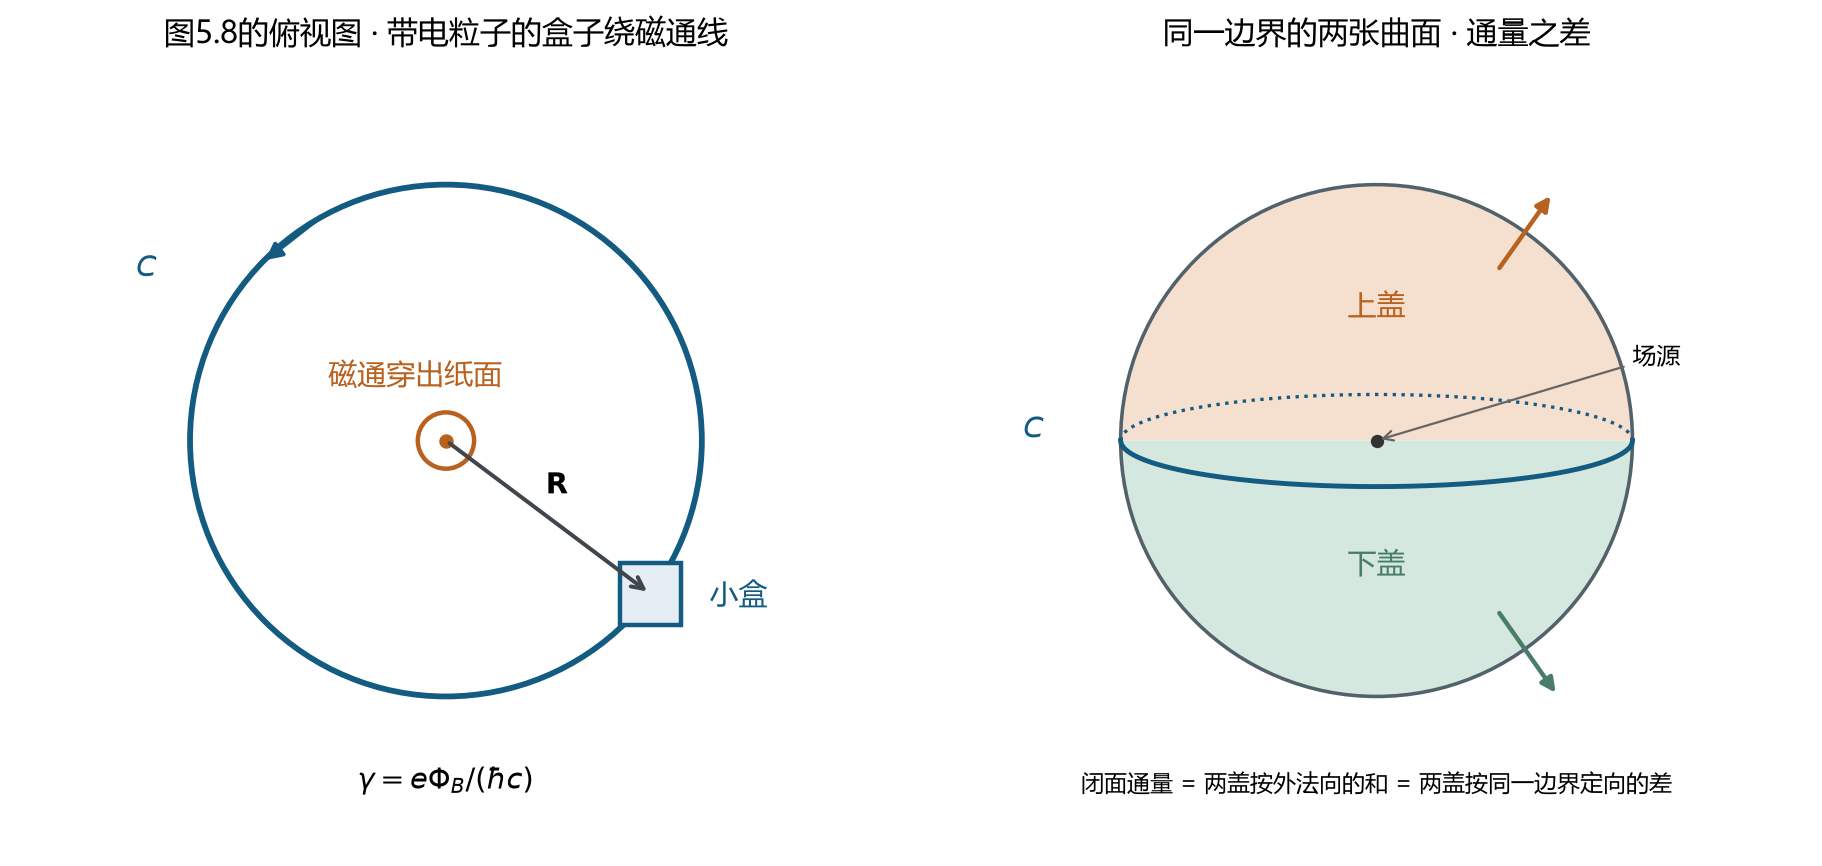 图5.8的俯视图 · 带电粒子的盒子绕磁通线
C
磁通穿出纸面
R
小盒
γ = eΦ_B/(ħc)
同一边界的两张曲面 · 通量之差
上盖
场源
C
下盖
闭面通量 = 两盖按外法向的和 = 两盖按同一边界定向的差